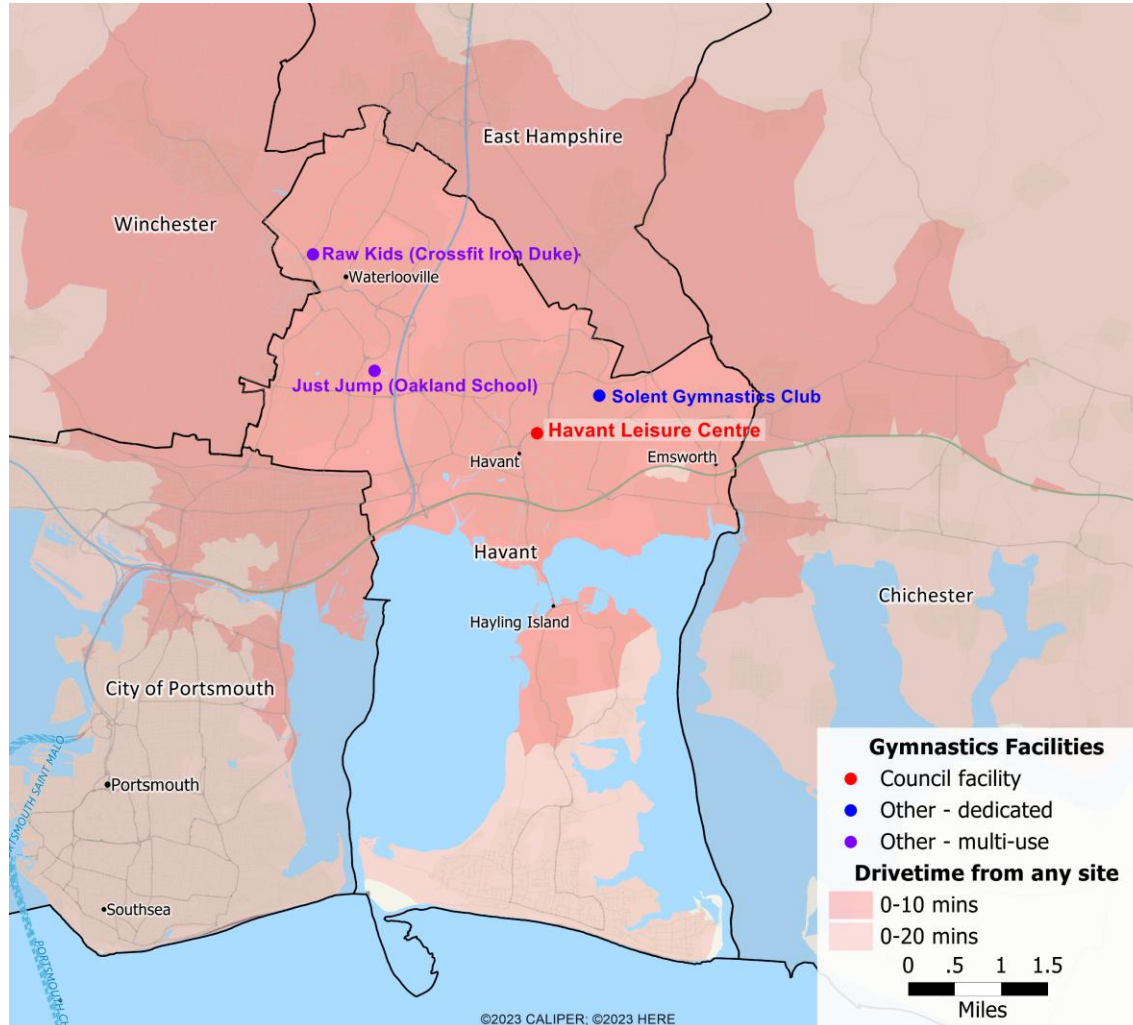 East Hampshire
Winchester
Raw Kids (Crossfit Iron Duke)
Waterlooville
Just Jump (Oakland School)
Solent Gymnastics Club
Havant Leisure Centre
Havant
Emsworth
Havant
Chichester
Hayling Island
City of Portsmouth
Portsmouth
Southsea
PORTSMOUTH SAINT MALO
Gymnastics Facilities
Council facility
Other - dedicated
Other - multi-use
Drivetime from any site
0-10 mins
0-20 mins
0 .5 1 1.5
Miles
©2023 CALIPER; ©2023 HERE